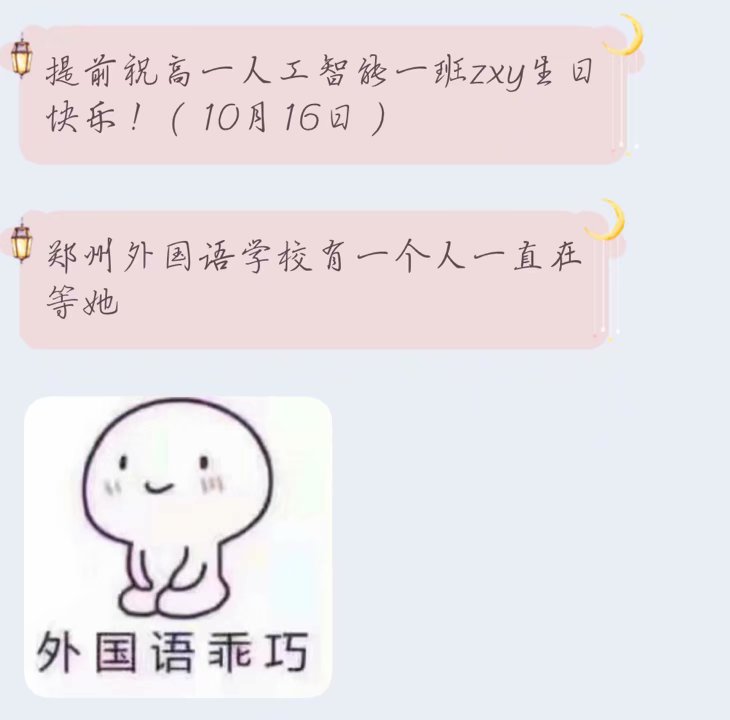 提前祝高一人工智能一班zxy生日
快乐！（10月16日）
郑州外国语学校有一个人一直在
等她
外国语乖巧